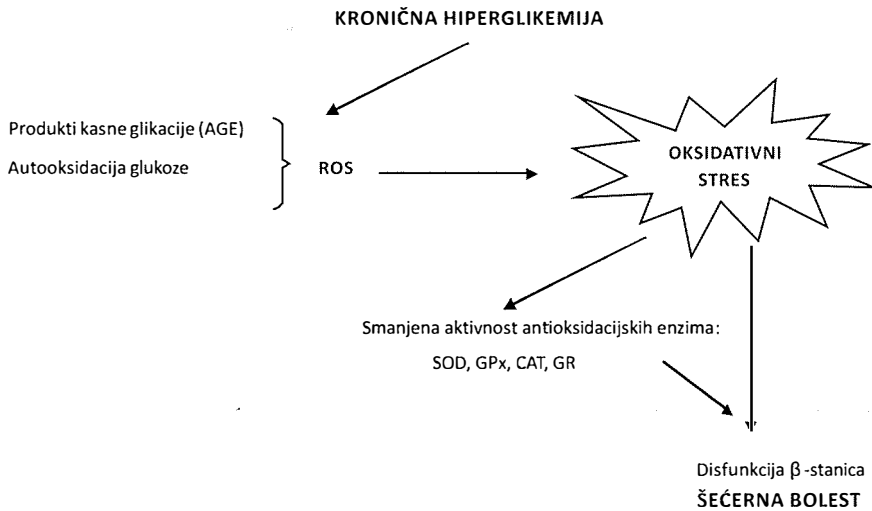 KRONIČNA HIPERGLIKEMIJA
Produkti kasne glikacije (AGE)
Autooksidacija glukoze
ROS
OKSIDATIVNI
STRES
Smanjena aktivnost antioksidacijskih enzima:
SOD, GPx, CAT, GR
Disfunkcija β-stanica
ŠEĆERNA BOLEST